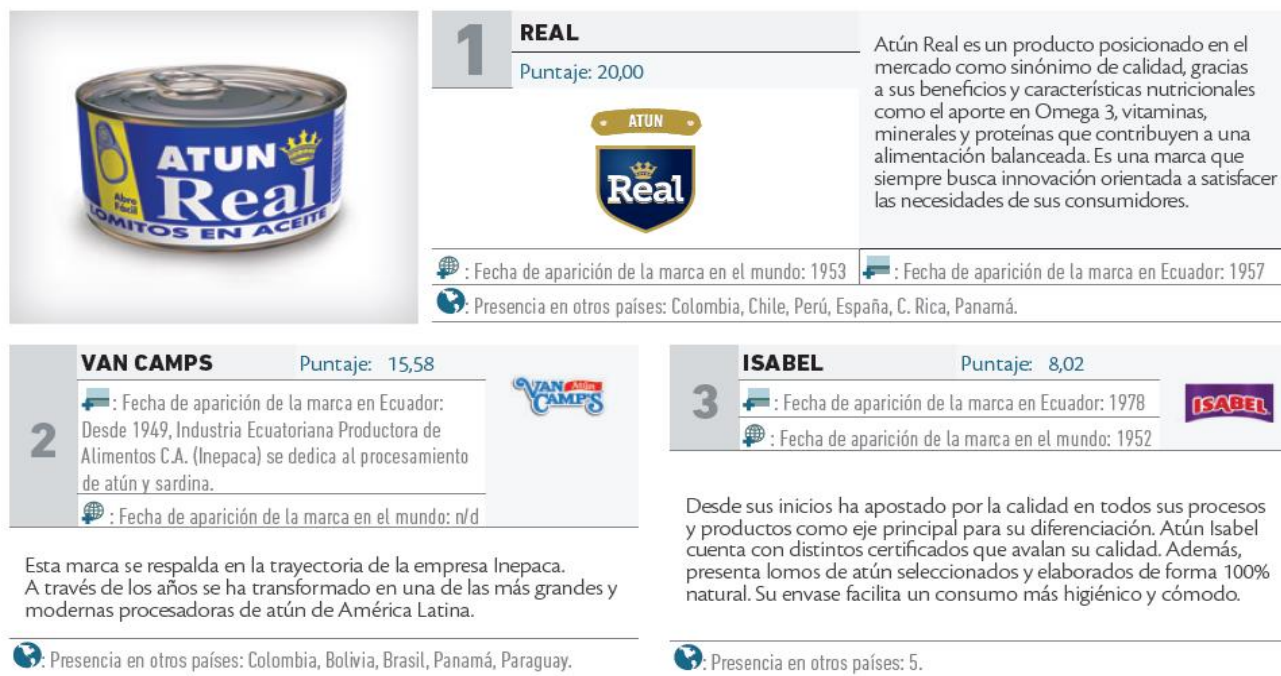 ATUN
Real
Abre
Fácil
LOMITOS EN ACEITE
1
REAL
Puntaje: 20,00
ATUN
Real
Atún Real es un producto posicionado en el
mercado como sinónimo de calidad, gracias
a sus beneficios y características nutricionales
como el aporte en Omega 3, vitaminas,
minerales y proteínas que contribuyen a una
alimentación balanceada. Es una marca que
siempre busca innovación orientada a satisfacer
las necesidades de sus consumidores.
: Fecha de aparición de la marca en el mundo: 1953
: Fecha de aparición de la marca en Ecuador: 1957
: Presencia en otros países: Colombia, Chile, Perú, España, C. Rica, Panamá.
2
VAN CAMPS Puntaje: 15,58
: Fecha de aparición de la marca en Ecuador:
Desde 1949, Industria Ecuatoriana Productora de
Alimentos C.A. (Inepaca) se dedica al procesamiento
de atún y sardina.
: Fecha de aparición de la marca en el mundo: n/d
VAN Atún
CAMP'S
Esta marca se respalda en la trayectoria de la empresa Inepaca.
A través de los años se ha transformado en una de las más grandes y
modernas procesadoras de atún de América Latina.
: Presencia en otros países: Colombia, Bolivia, Brasil, Panamá, Paraguay.
3
ISABEL Puntaje: 8,02
: Fecha de aparición de la marca en Ecuador: 1978
: Fecha de aparición de la marca en el mundo: 1952
ISABEL
Desde sus inicios ha apostado por la calidad en todos sus procesos
y productos como eje principal para su diferenciación. Atún Isabel
cuenta con distintos certificados que avalan su calidad. Además,
presenta lomos de atún seleccionados y elaborados de forma 100%
natural. Su envase facilita un consumo más higiénico y cómodo.
: Presencia en otros países: 5.